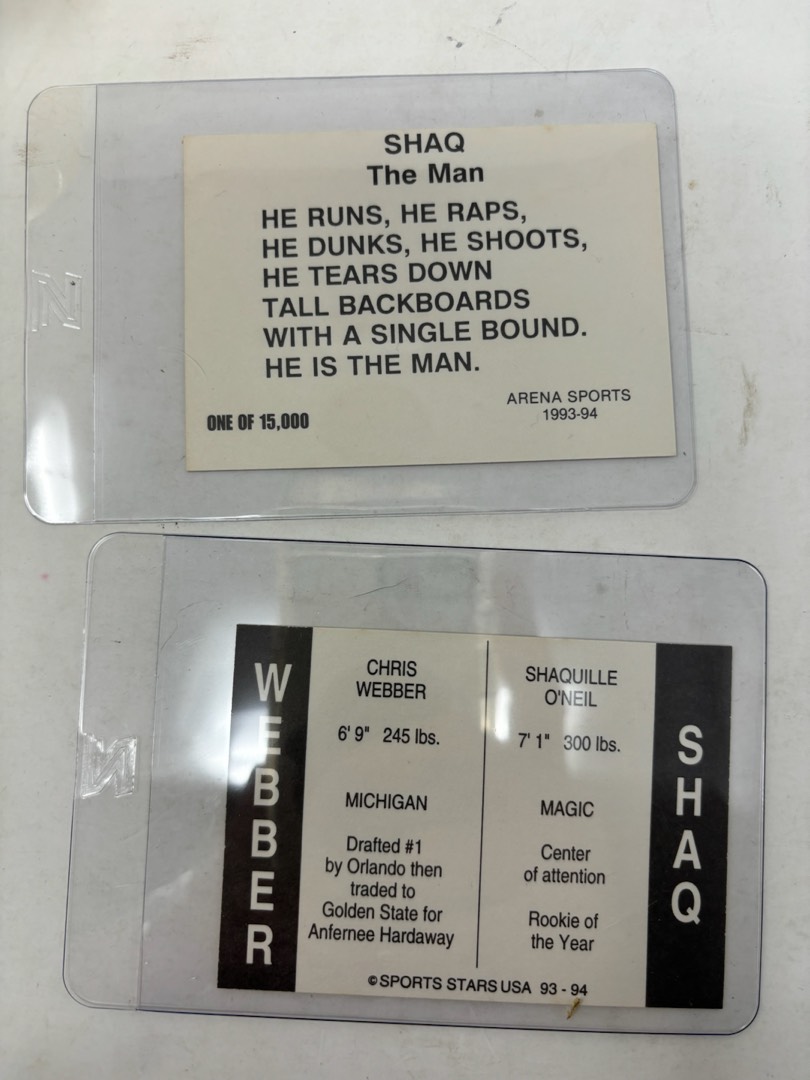 SHAQ
The Man
HE RUNS, HE RAPS,
HE DUNKS, HE SHOOTS,
HE TEARS DOWN
TALL BACKBOARDS
WITH A SINGLE BOUND.
HE IS THE MAN.
ARENA SPORTS
1993-94
ONE OF 15,000
WEBBER
CHRIS
WEBBER
6' 9" 245 lbs.
MICHIGAN
Drafted #1
by Orlando then
traded to
Golden State for
Anfernee Hardaway
SHAQUILLE
O'NEIL
7' 1" 300 lbs.
MAGIC
Center
of attention
Rookie of
the Year
SHAQ
© SPORTS STARS USA 93 - 94